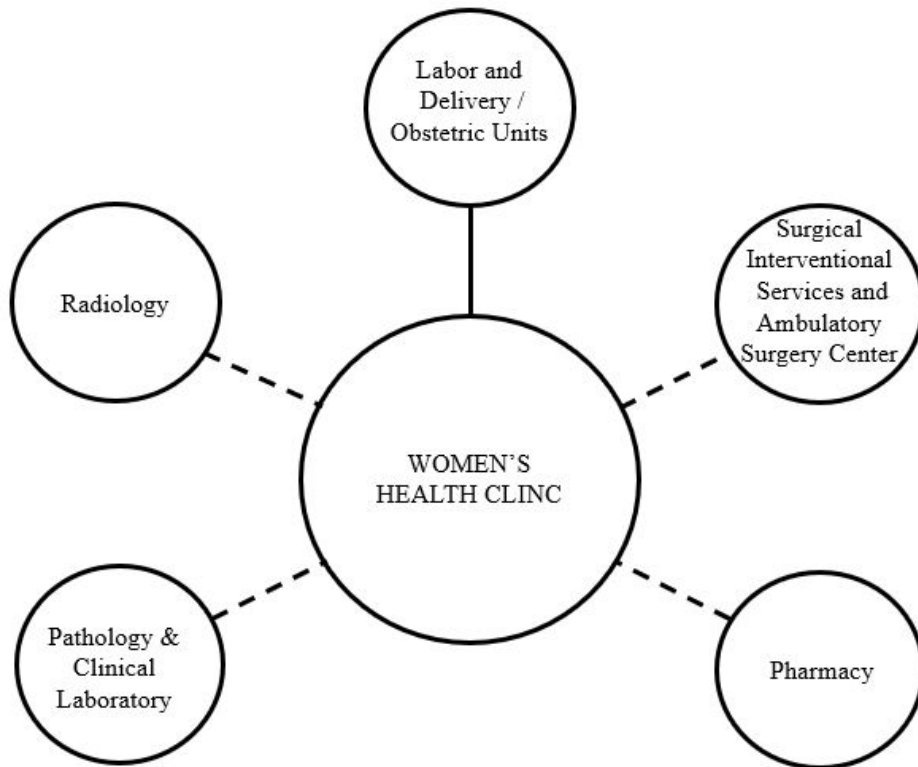 Labor and
Delivery /
Obstetric Units
Radiology
Surgical
Interventional
Services and
Ambulatory
Surgery Center
WOMEN’S
HEALTH CLINC
Pathology &
Clinical
Laboratory
Pharmacy